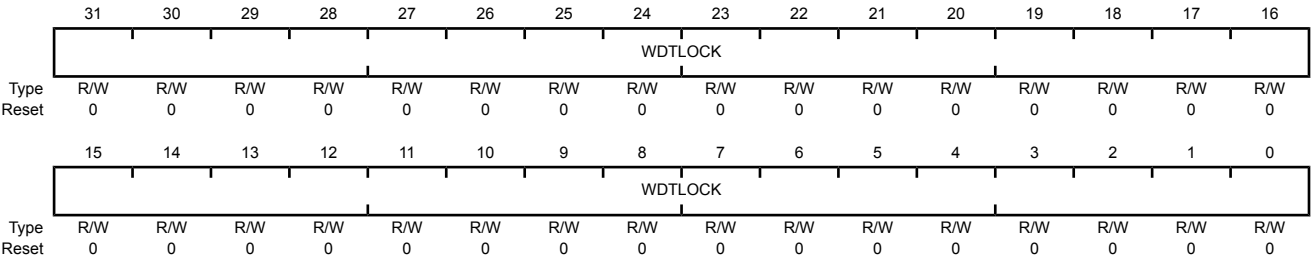 31 30 29 28 27 26 25 24 23 22 21 20 19 18 17 16
WDTLOCK
Type R/W R/W R/W R/W R/W R/W R/W R/W R/W R/W R/W R/W R/W R/W R/W R/W
Reset 0 0 0 0 0 0 0 0 0 0 0 0 0 0 0 0
15 14 13 12 11 10 9 8 7 6 5 4 3 2 1 0
WDTLOCK
Type R/W R/W R/W R/W R/W R/W R/W R/W R/W R/W R/W R/W R/W R/W R/W R/W
Reset 0 0 0 0 0 0 0 0 0 0 0 0 0 0 0 0